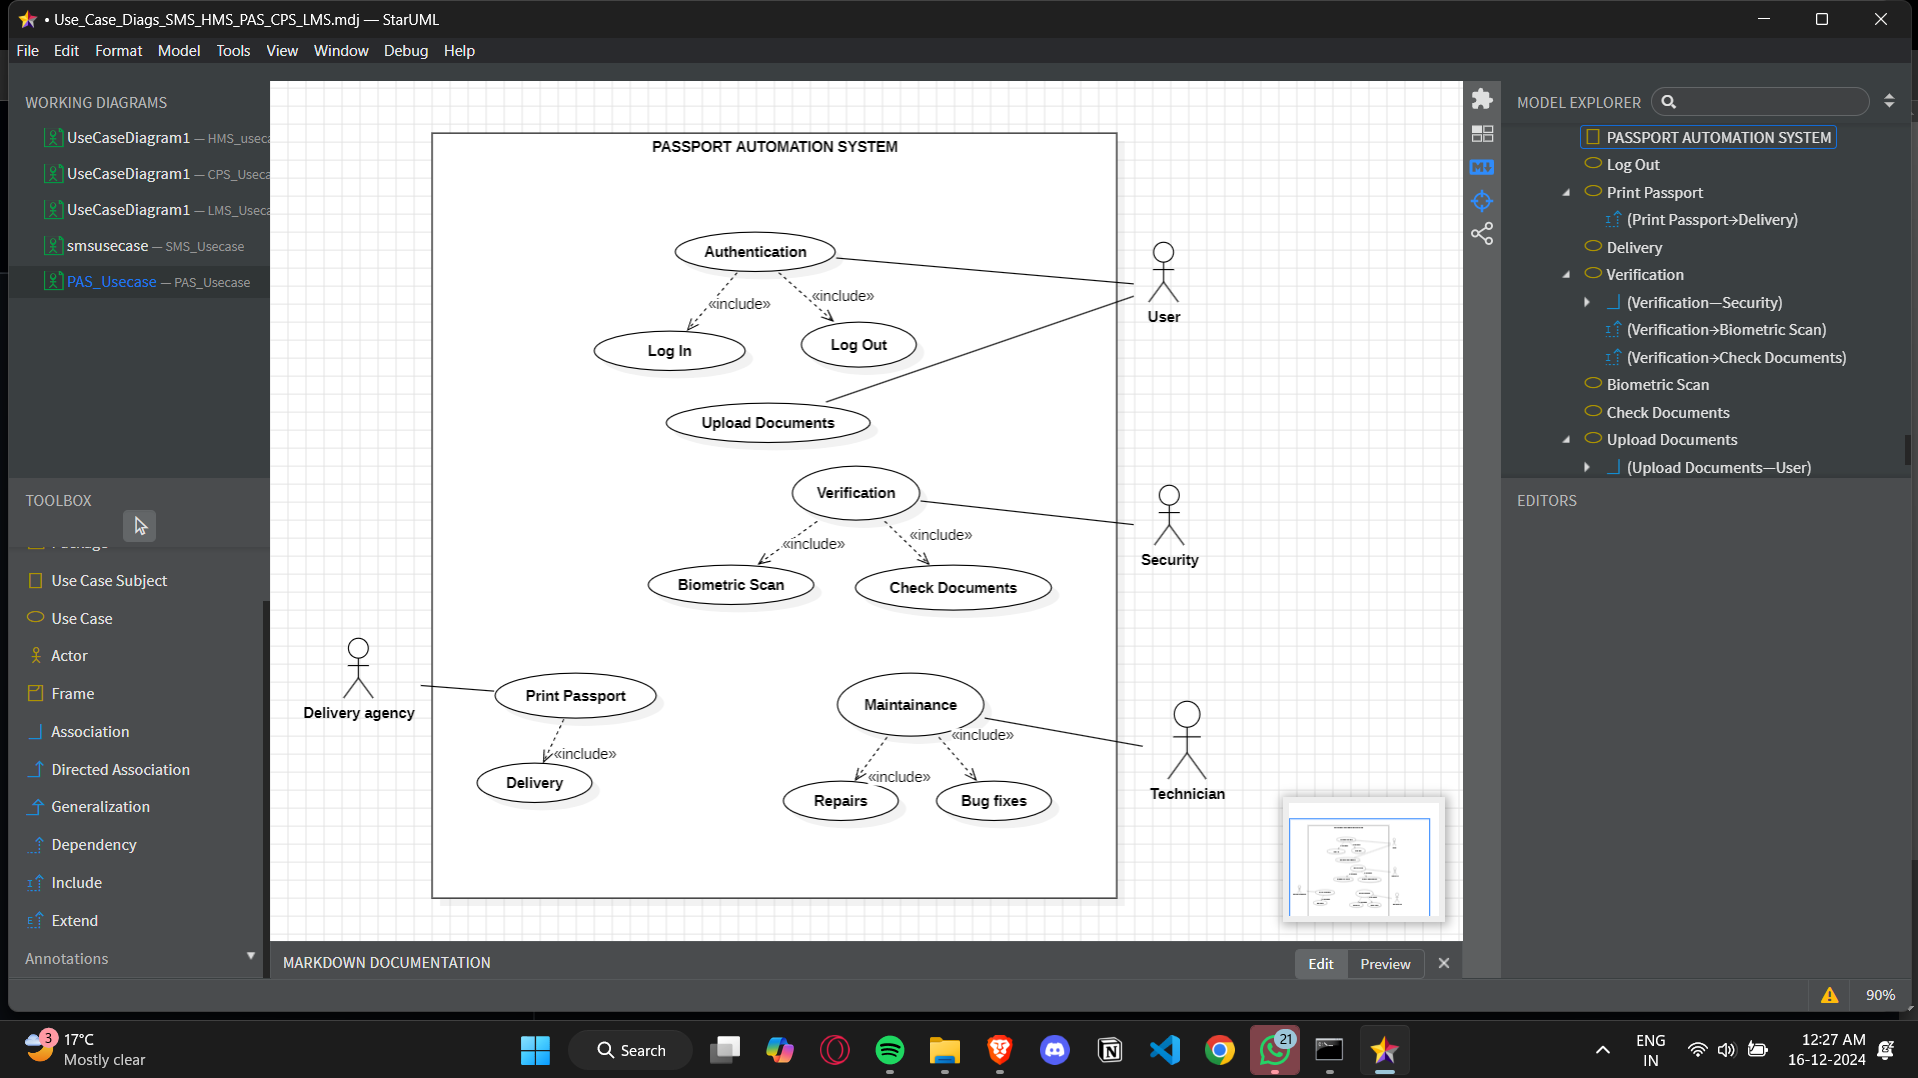 • Use_Case_Diags_SMS_HMS_PAS_CPS_LMS.mdj — StarUML
File Edit Format Model Tools View Window Debug Help
WORKING DIAGRAMS
UseCaseDiagram1 — HMS_useca
UseCaseDiagram1 — CPS_Useca
UseCaseDiagram1 — LMS_Useca
smsusecase — SMS_Usecase
PAS_Usecase — PAS_Usecase
TOOLBOX
Package
Use Case Subject
Use Case
Actor
Frame
Association
Directed Association
Generalization
Dependency
Include
Extend
Annotations
PASSPORT AUTOMATION SYSTEM
Authentication
«include»
«include»
Log In
Log Out
User
Upload Documents
Verification
«include»
«include»
Security
Biometric Scan
Check Documents
Delivery agency
Print Passport
«include»
Delivery
Maintainance
«include»
«include»
Repairs
Bug fixes
Technician
MARKDOWN DOCUMENTATION
Edit Preview
M↓
MODEL EXPLORER
PASSPORT AUTOMATION SYSTEM
Log Out
Print Passport
(Print Passport→Delivery)
Delivery
Verification
(Verification—Security)
(Verification→Biometric Scan)
(Verification→Check Documents)
Biometric Scan
Check Documents
Upload Documents
(Upload Documents—User)
EDITORS
90%
3
17°C
Mostly clear
Search
21
ENG
IN
12:27 AM
16-12-2024